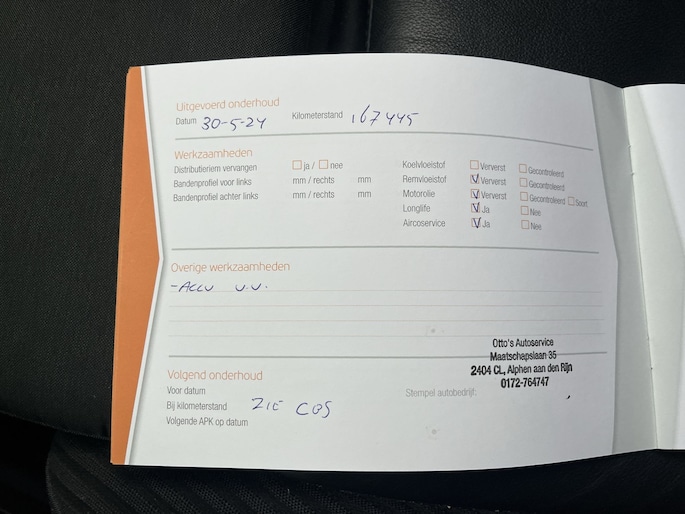 Uitgevoerd onderhoud
Datum 30-5-24 Kilometerstand 167445
Werkzaamheden
Distributieriem vervangen ja / nee
Bandenprofiel voor links mm / rechts mm
Bandenprofiel achter links mm / rechts mm
Koelvloeistof Ververst Gecontroleerd
Remvloeistof Ververst Gecontroleerd
Motorolie Ververst Gecontroleerd Soort
Longlife Ja Nee
Aircoservice Ja Nee
Overige werkzaamheden
-ACCU V.V.
Otto's Autoservice
Maatschapslaan 35
2404 CL, Alphen aan den Rijn
0172-764747
Volgend onderhoud
Voor datum
Bij kilometerstand ZIE COS
Volgende APK op datum
Stempel autobedrijf: